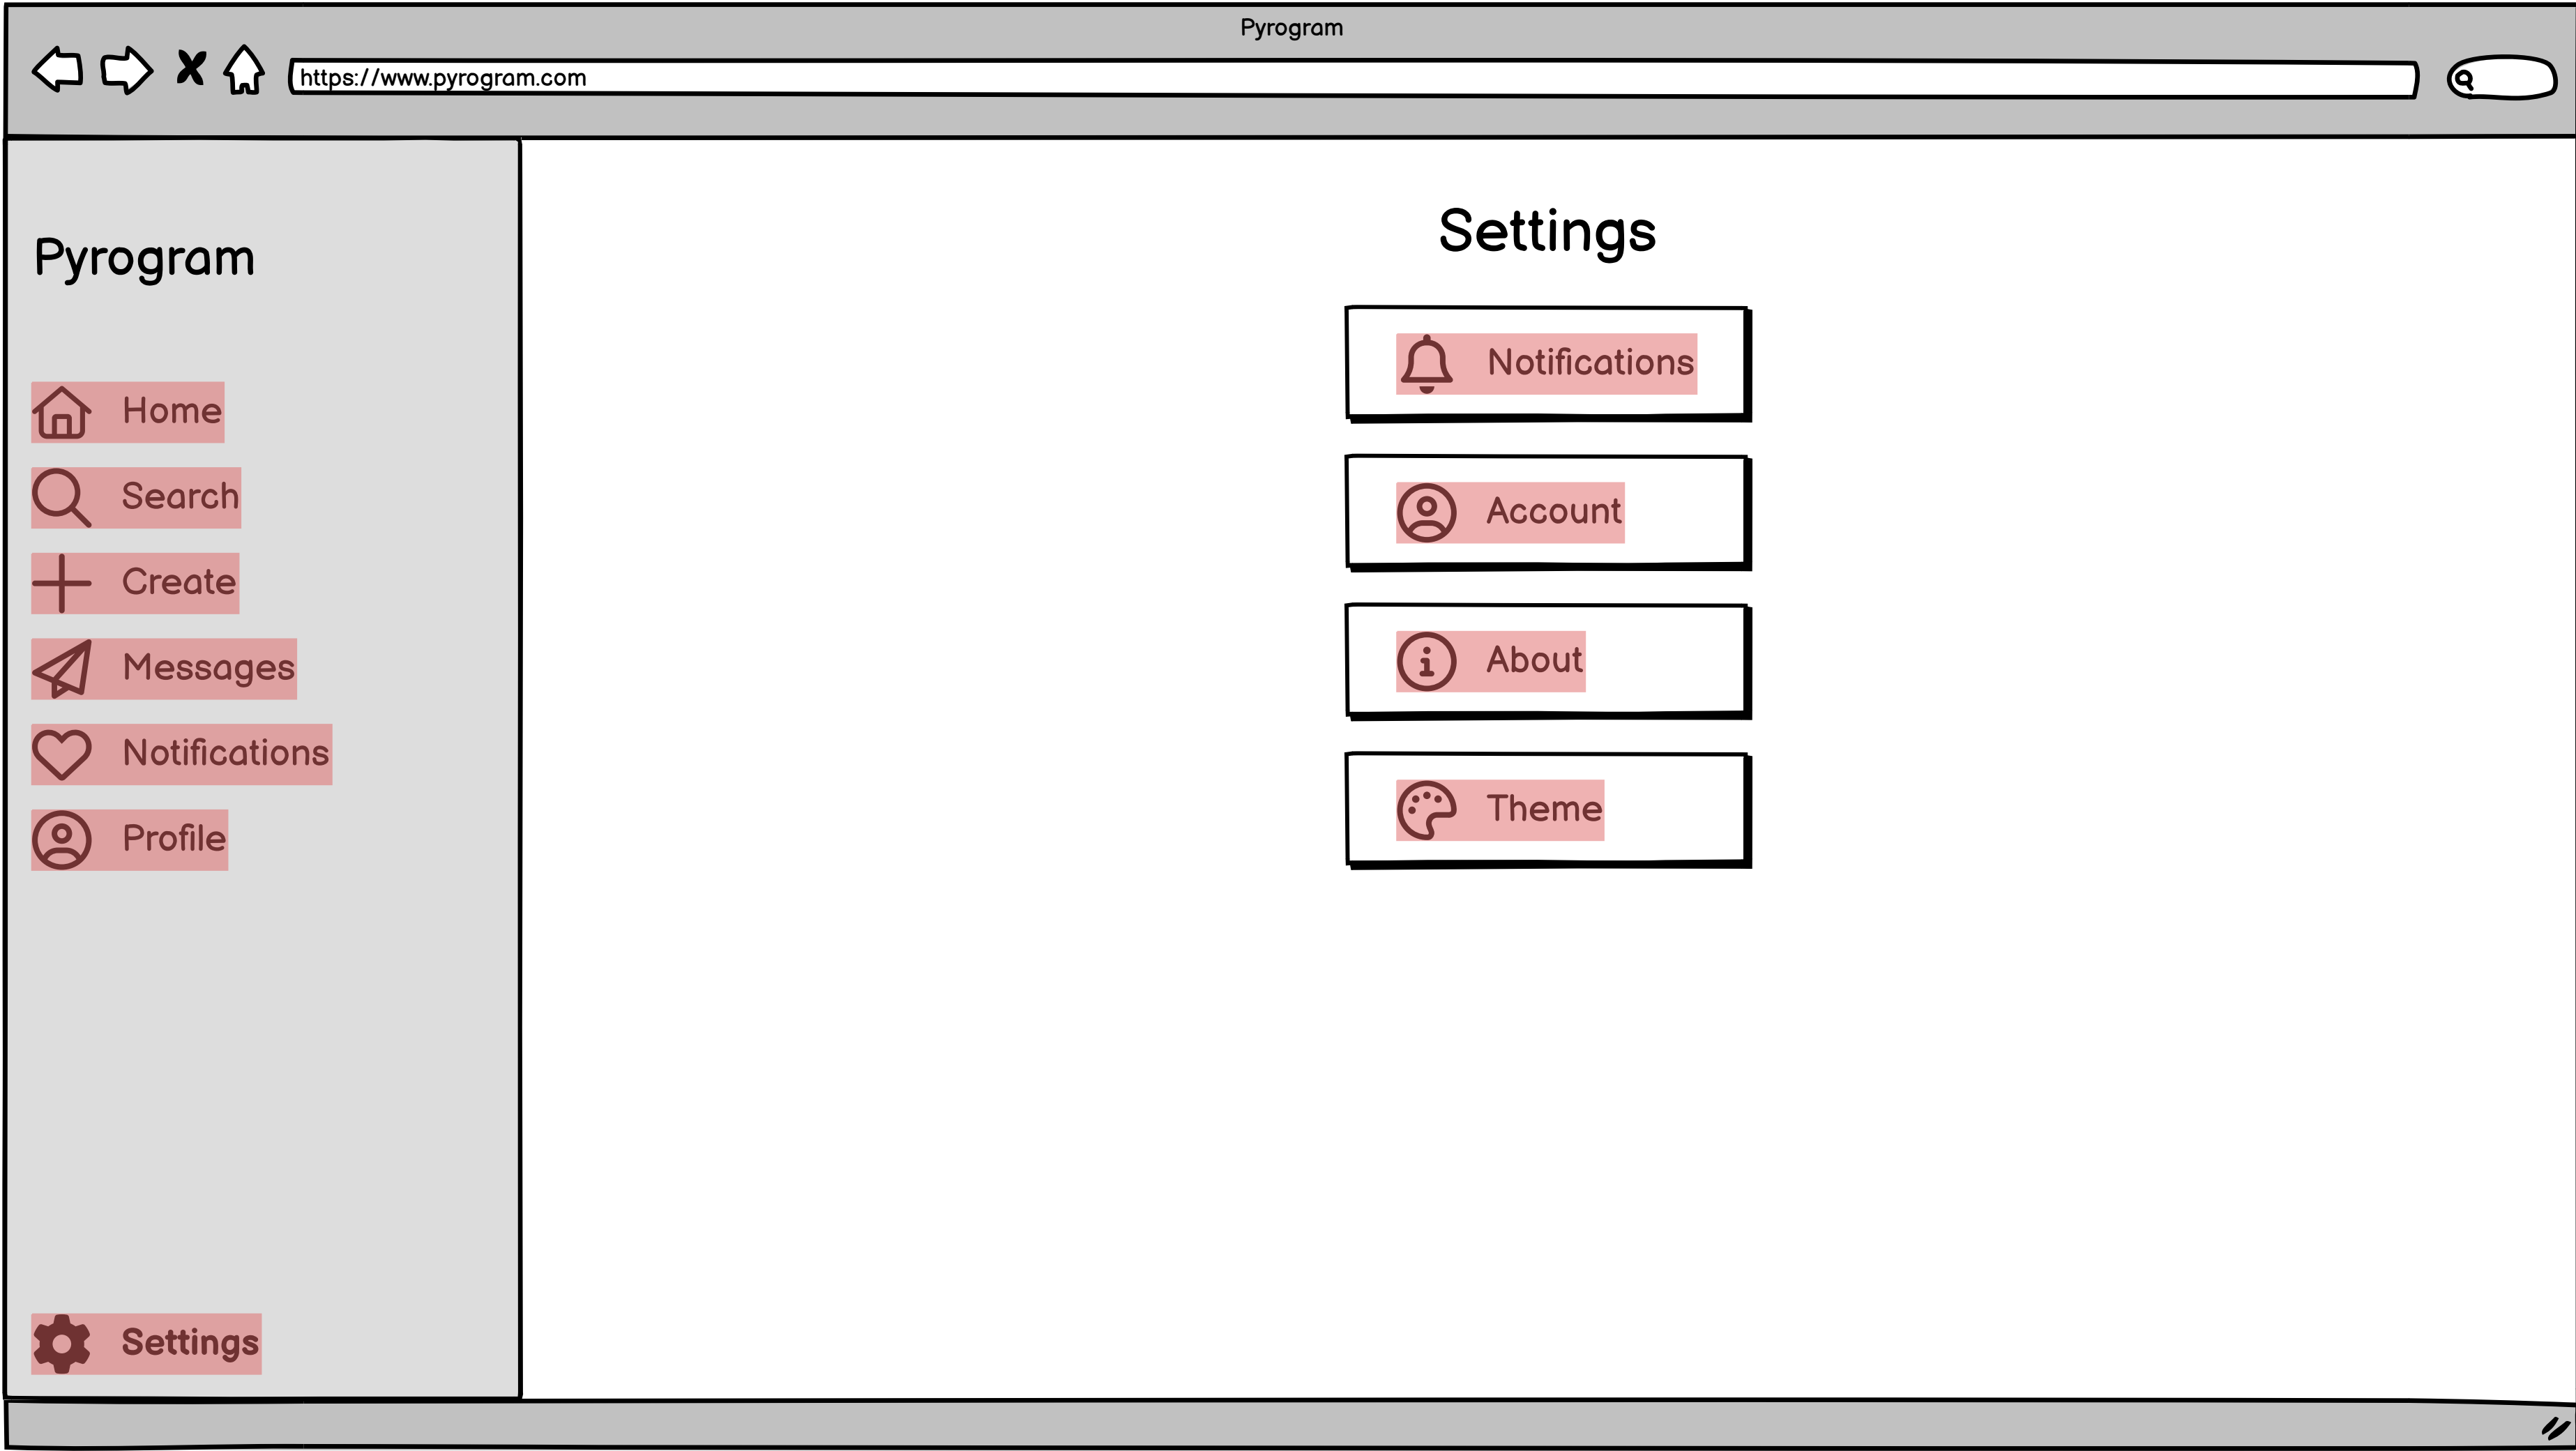 Pyrogram
https://www.pyrogram.com
Pyrogram
Home
Search
Create
Messages
Notifications
Profile
Settings
Settings
Notifications
Account
About
Theme